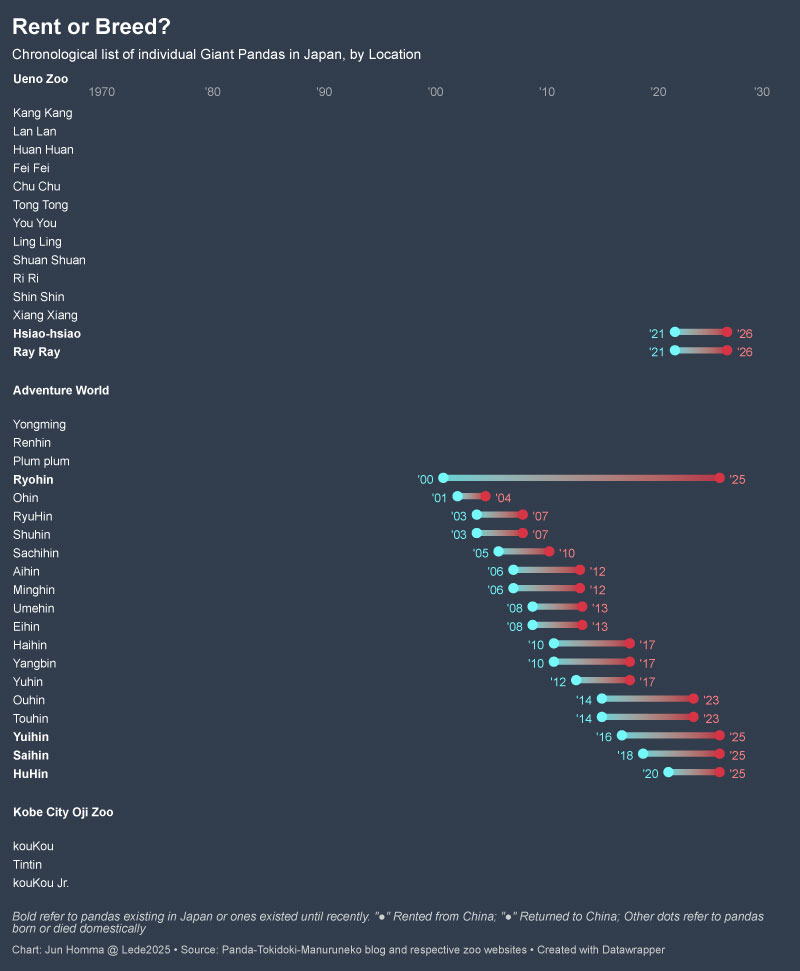 Rent or Breed?
Chronological list of individual Giant Pandas in Japan, by Location
Ueno Zoo
1970 '80 '90 '00 '10 '20 '30
Kang Kang
Lan Lan
Huan Huan
Fei Fei
Chu Chu
Tong Tong
You You
Ling Ling
Shuan Shuan
Ri Ri
Shin Shin
Xiang Xiang
Hsiao-hsiao '21 '26
Ray Ray '21 '26
Adventure World
Yongming
Renhin
Plum plum
Ryohin '00 '25
Ohin '01 '04
RyuHin '03 '07
Shuhin '03 '07
Sachihin '05 '10
Aihin '06 '12
Minghin '06 '12
Umehin '08 '13
Eihin '08 '13
Haihin '10 '17
Yangbin '10 '17
Yuhin '12 '17
Ouhin '14 '23
Touhin '14 '23
Yuihin '16 '25
Saihin '18 '25
HuHin '20 '25
Kobe City Oji Zoo
kouKou
Tintin
kouKou Jr.
Bold refer to pandas existing in Japan or ones existed until recently. "●" Rented from China; "●" Returned to China; Other dots refer to pandas
born or died domestically
Chart: Jun Homma @ Lede2025 • Source: Panda-Tokidoki-Manuruneko blog and respective zoo websites • Created with Datawrapper